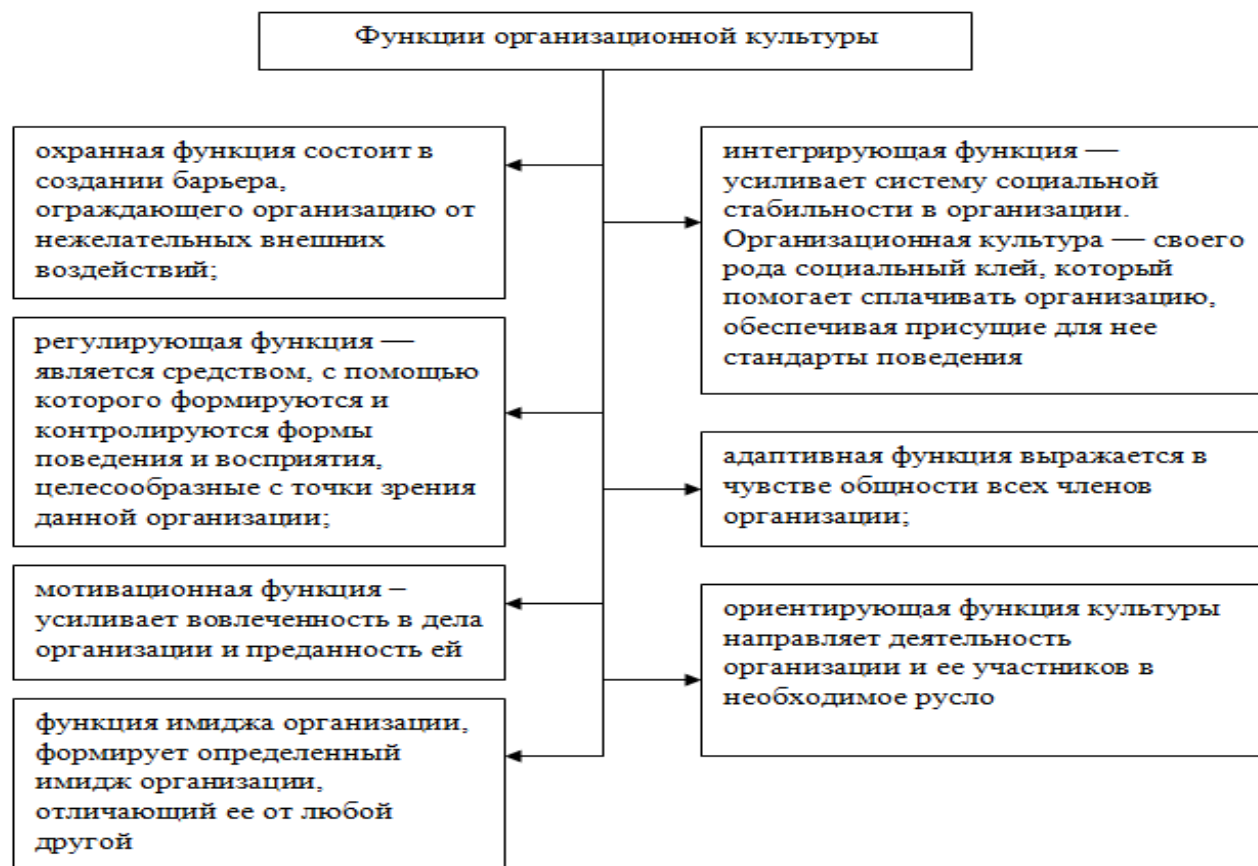 Функции организационной культуры
охранная функция состоит в
создании барьера,
ограждающего организацию от
нежелательных внешних
воздействий;
регулирующая функция —
является средством, с помощью
которого формируются и
контролируются формы
поведения и восприятия,
целесообразные с точки зрения
данной организации;
мотивационная функция –
усиливает вовлеченность в дела
организации и преданность ей
функция имиджа организации,
формирует определенный
имидж организации,
отличающий ее от любой
другой
интегрирующая функция —
усиливает систему социальной
стабильности в организации.
Организационная культура — своего
рода социальный клей, который
помогает сплачивать организацию,
обеспечивая присущие для нее
стандарты поведения
адаптивная функция выражается в
чувстве общности всех членов
организации;
ориентирующая функция культуры
направляет деятельность
организации и ее участников в
необходимое русло